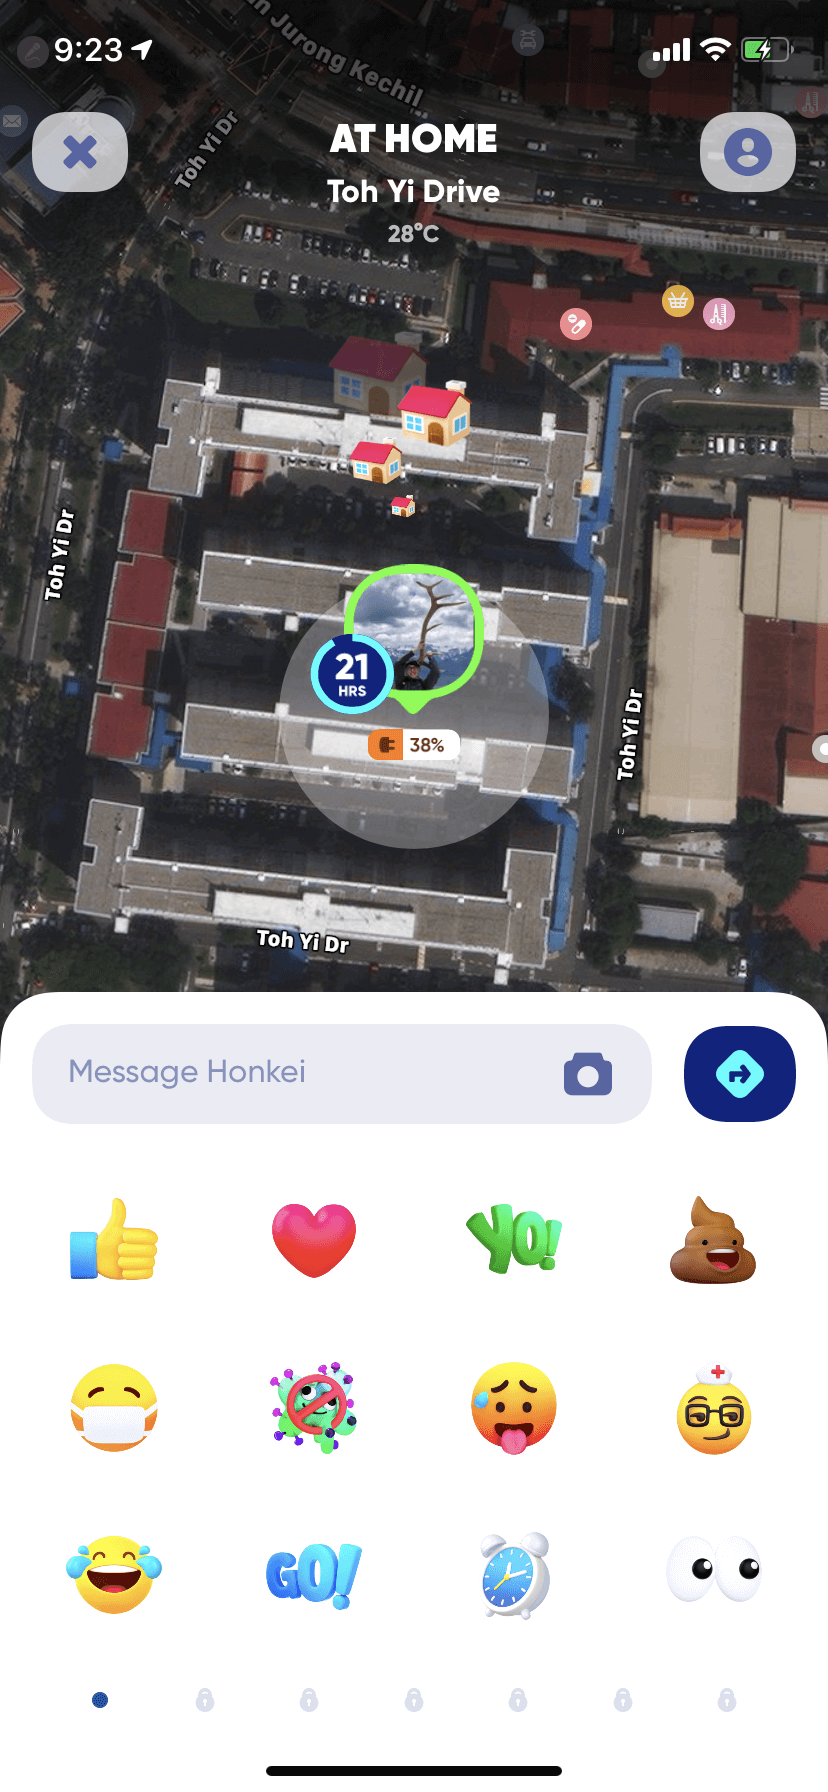 9:23
n Jurong Kechil
Toh Yi Dr
AT HOME
Toh Yi Drive
28°C
Toh Yi Dr
21
HRS
38%
Toh Yi Dr
Toh Yi Dr
Message Honkei
YO!
GO!